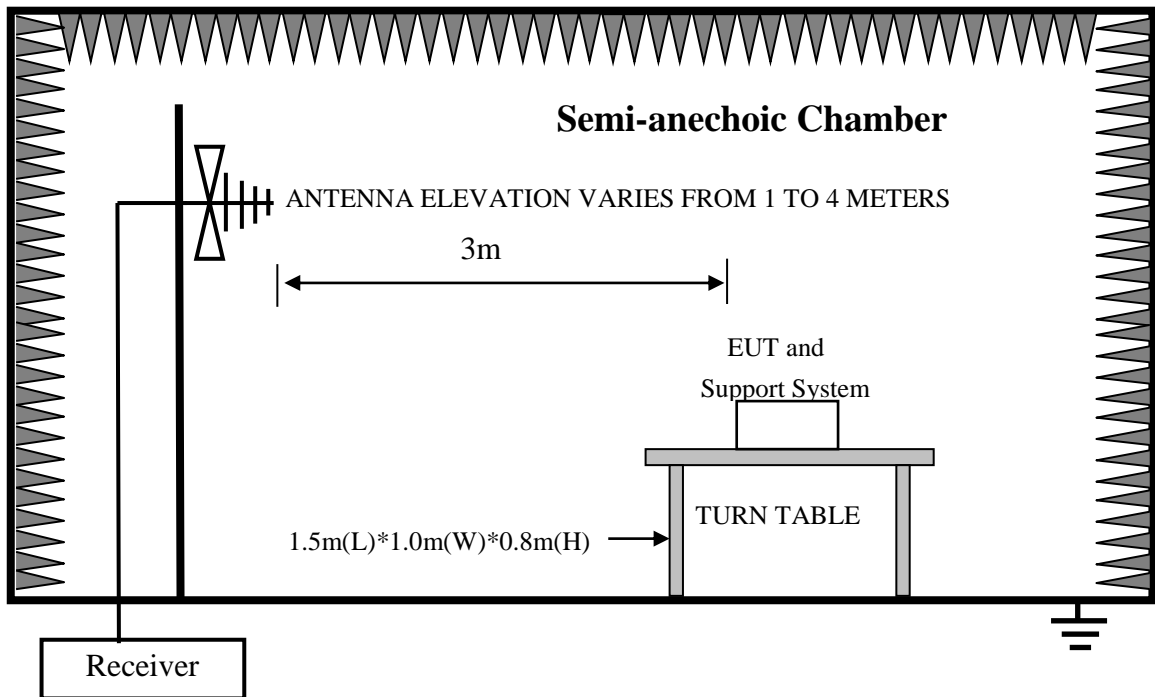 Semi-anechoic Chamber
ANTENNA ELEVATION VARIES FROM 1 TO 4 METERS
3m
EUT and
Support System
TURN TABLE
1.5m(L)*1.0m(W)*0.8m(H)
Receiver